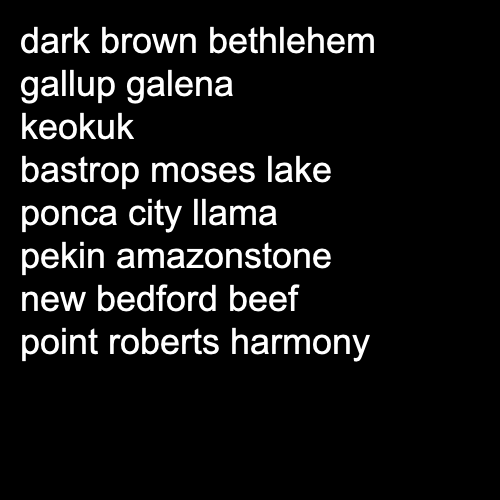 dark brown bethlehem
gallup galena
keokuk
bastrop moses lake
ponca city llama
pekin amazonstone
new bedford beef
point roberts harmony